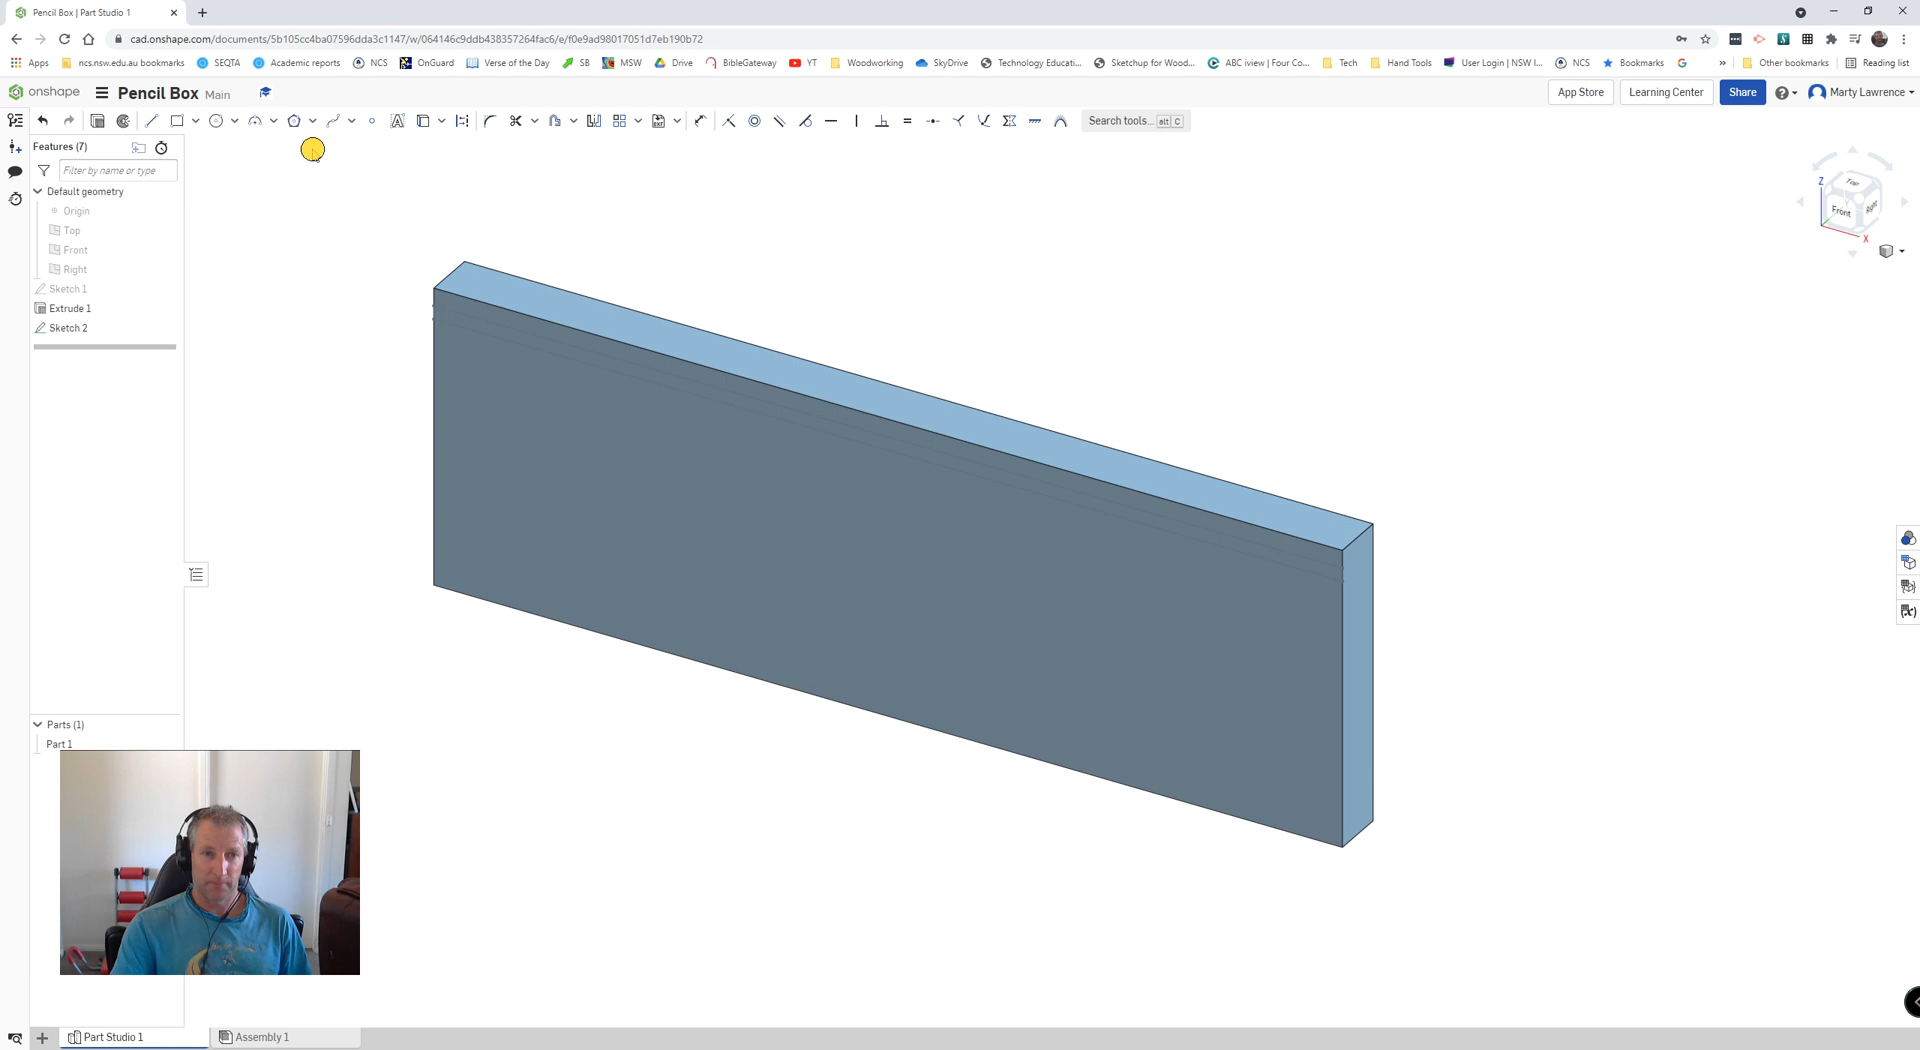 Pencil Box | Part Studio 1
cad.onshape.com/documents/5b105cc4ba07596dda3c1147/w/064146c9ddb438357264fac6/e/f0e9ad98017051d7eb190b72
Apps ncs.nsw.edu.au bookmarks SEQTA Academic reports NCS OnGuard Verse of the Day SB MSW Drive BibleGateway YT Woodworking SkyDrive Technology Educati... Sketchup for Wood... ABC iview | Four Co... Tech Hand Tools User Login | NSW I... NCS Bookmarks » Other bookmarks Reading list
onshape Pencil Box Main App Store Learning Center Share Marty Lawrence
Search tools... alt C
Features (7)
Filter by name or type
Default geometry
Origin
Top
Front
Right
Sketch 1
Extrude 1
Sketch 2
Z
Top
Front
Right
X
Parts (1)
Part 1
Part Studio 1 Assembly 1